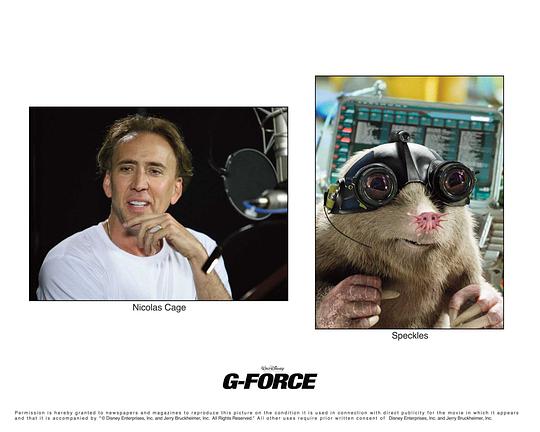 Nicolas Cage
Speckles
Walt Disney
G-FORCE
Permission is hereby granted to newspapers and magazines to reproduce this picture on the condition it is used in connection with direct publicity for the movie in which it appears
and that it is accompanied by "© Disney Enterprises, Inc. and Jerry Bruckheimer, Inc. All Rights Reserved." All other uses require prior written consent of Disney Enterprises, Inc. and Jerry Bruckheimer, Inc.